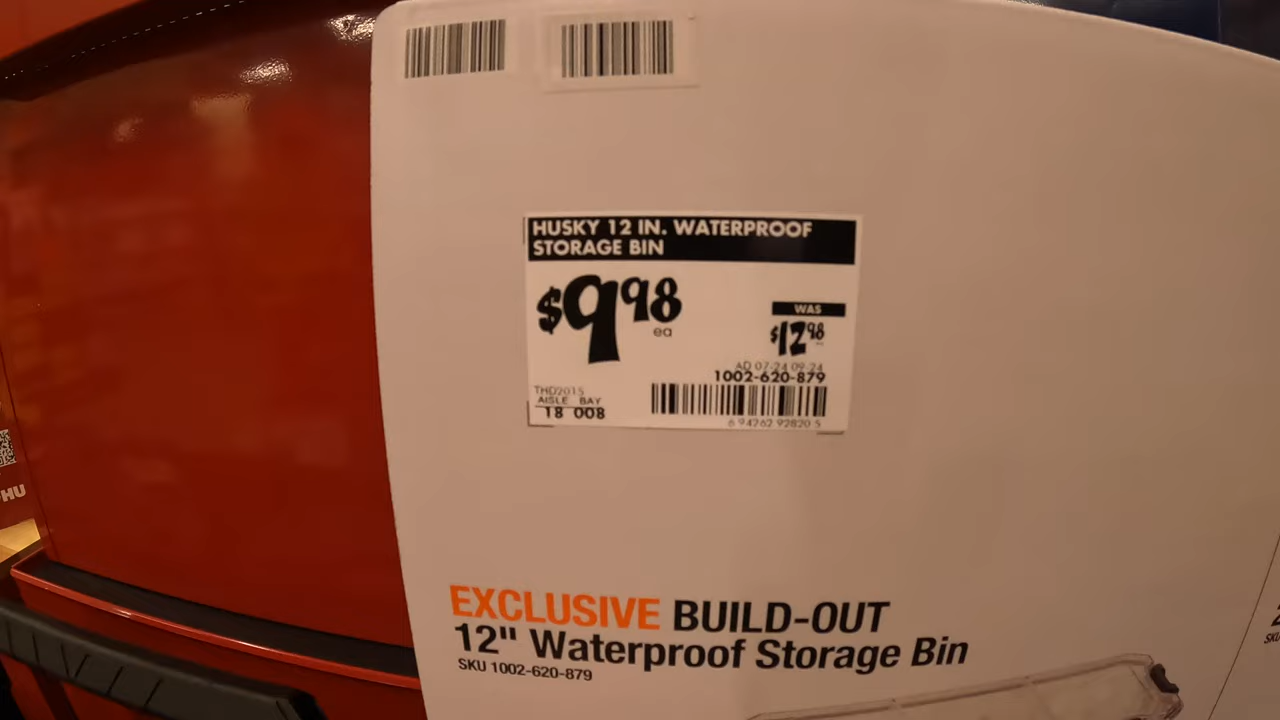 HUSKY 12 IN. WATERPROOF
STORAGE BIN
$9.98
ea
WAS
$12.98
AD 07-24 09-24
1002-620-879
THD2015
AISLE BAY
18 008
6 94262 92820 5
HU
EXCLUSIVE BUILD-OUT
12" Waterproof Storage Bin
SKU 1002-620-879
SKU